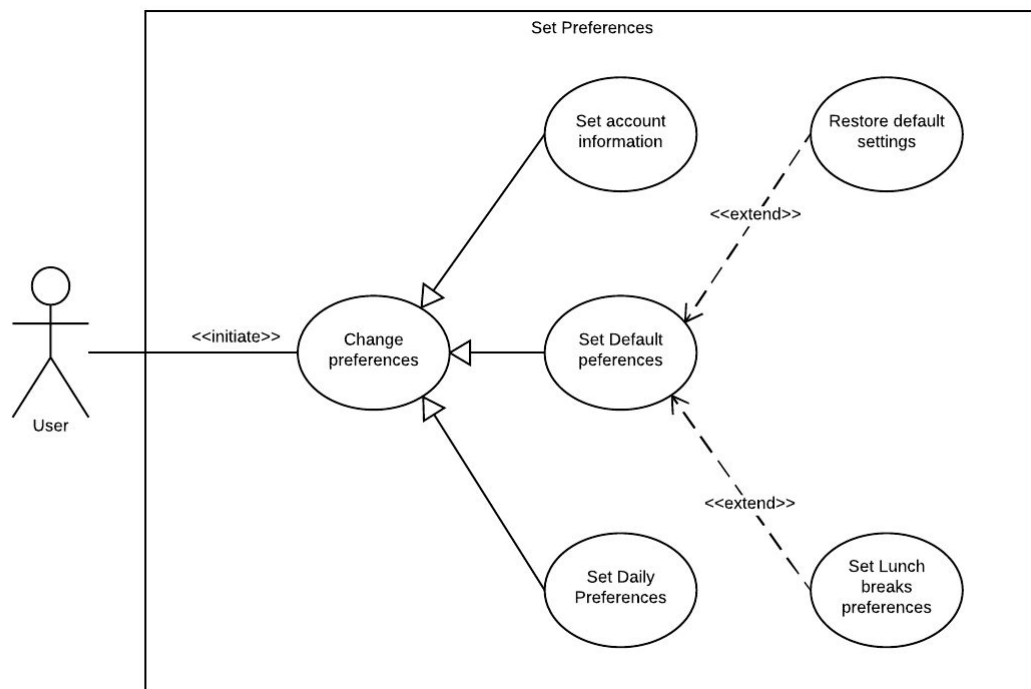 Set Preferences
Set account
information
Restore default
settings
<<extend>>
<<initiate>>
Change
preferences
Set Default
peferences
User
<<extend>>
Set Daily
Preferences
Set Lunch
breaks
preferences